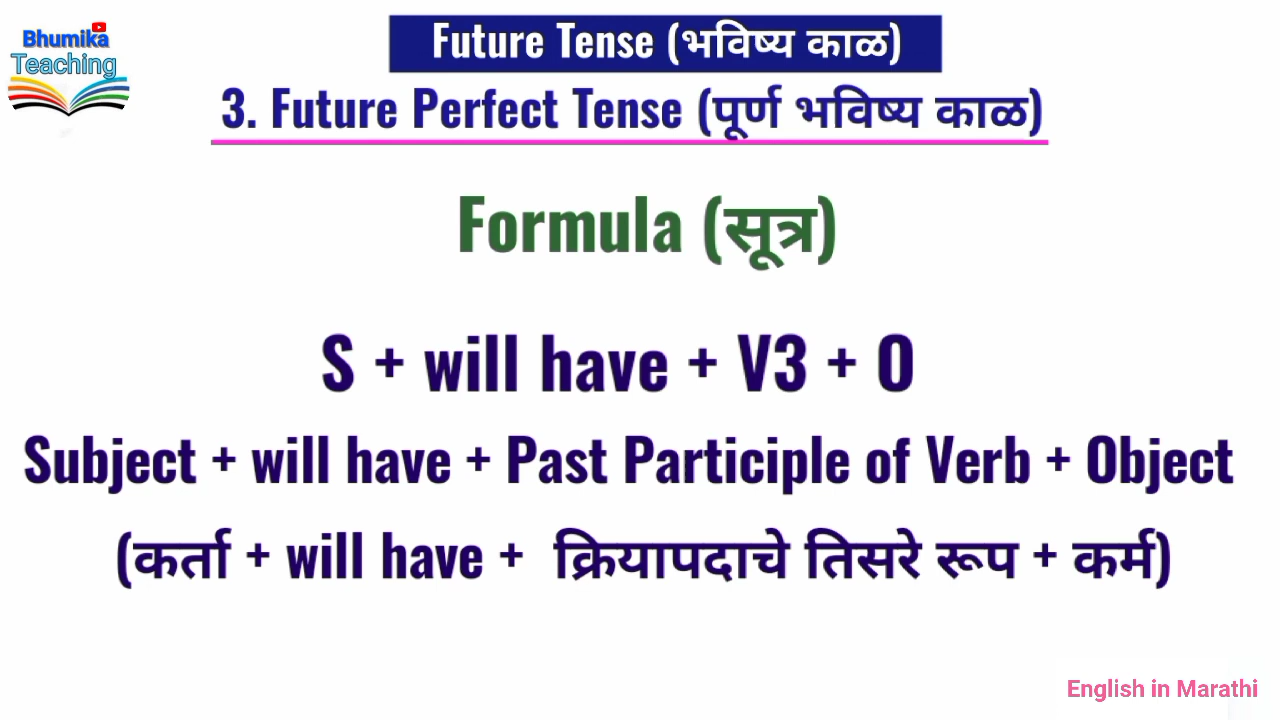 Bhumika
Teaching
Future Tense (भविष्य काळ)
3. Future Perfect Tense (पूर्ण भविष्य काळ)
Formula (सूत्र)
S + will have + V3 + O
Subject + will have + Past Participle of Verb + Object
(कर्ता + will have + क्रियापदाचे तिसरे रूप + कर्म)
English in Marathi